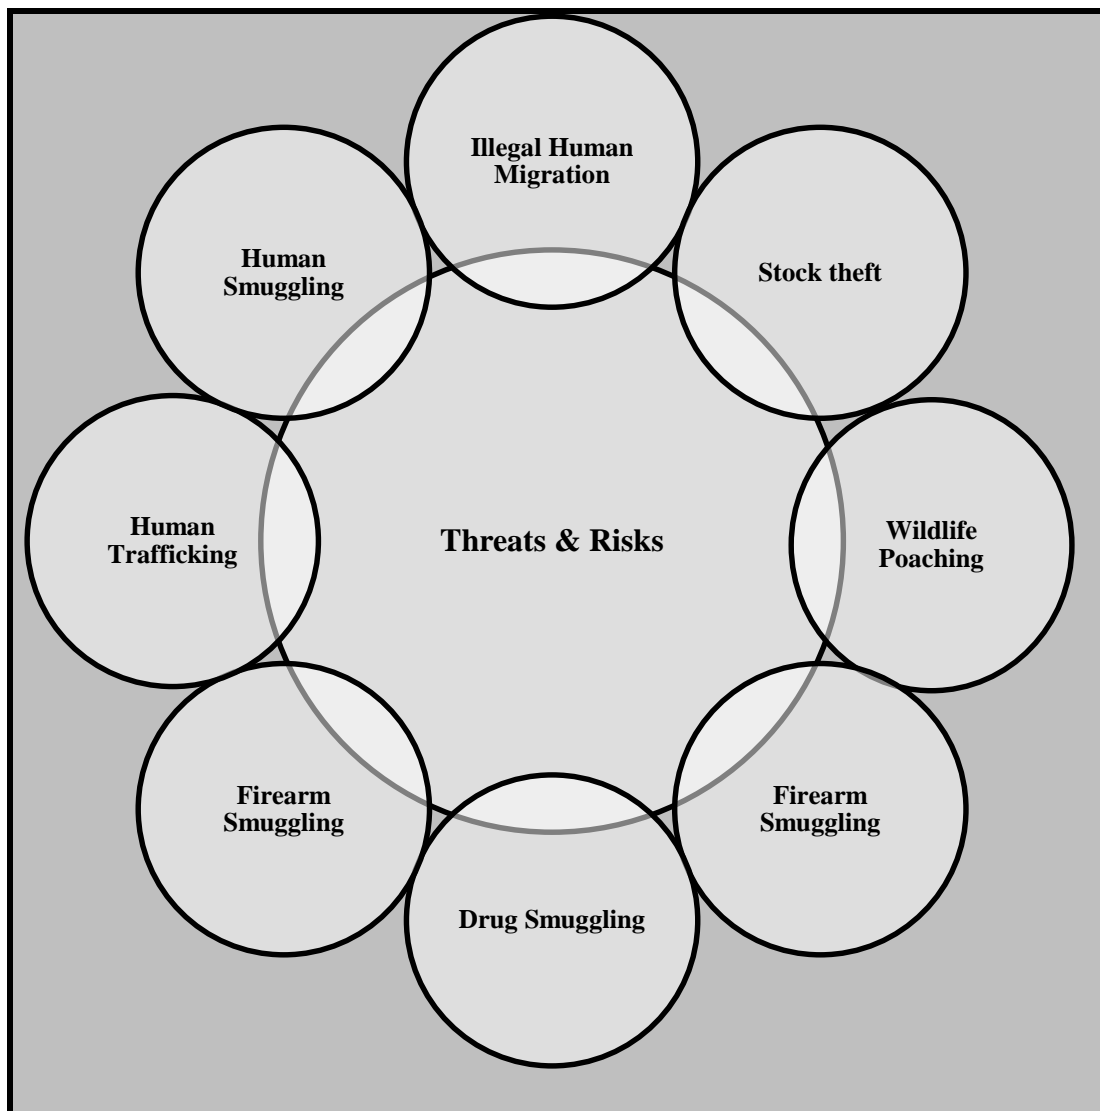 Illegal Human
Migration
Human
Smuggling
Stock theft
Human
Trafficking
Threats & Risks
Wildlife
Poaching
Firearm
Smuggling
Firearm
Smuggling
Drug Smuggling